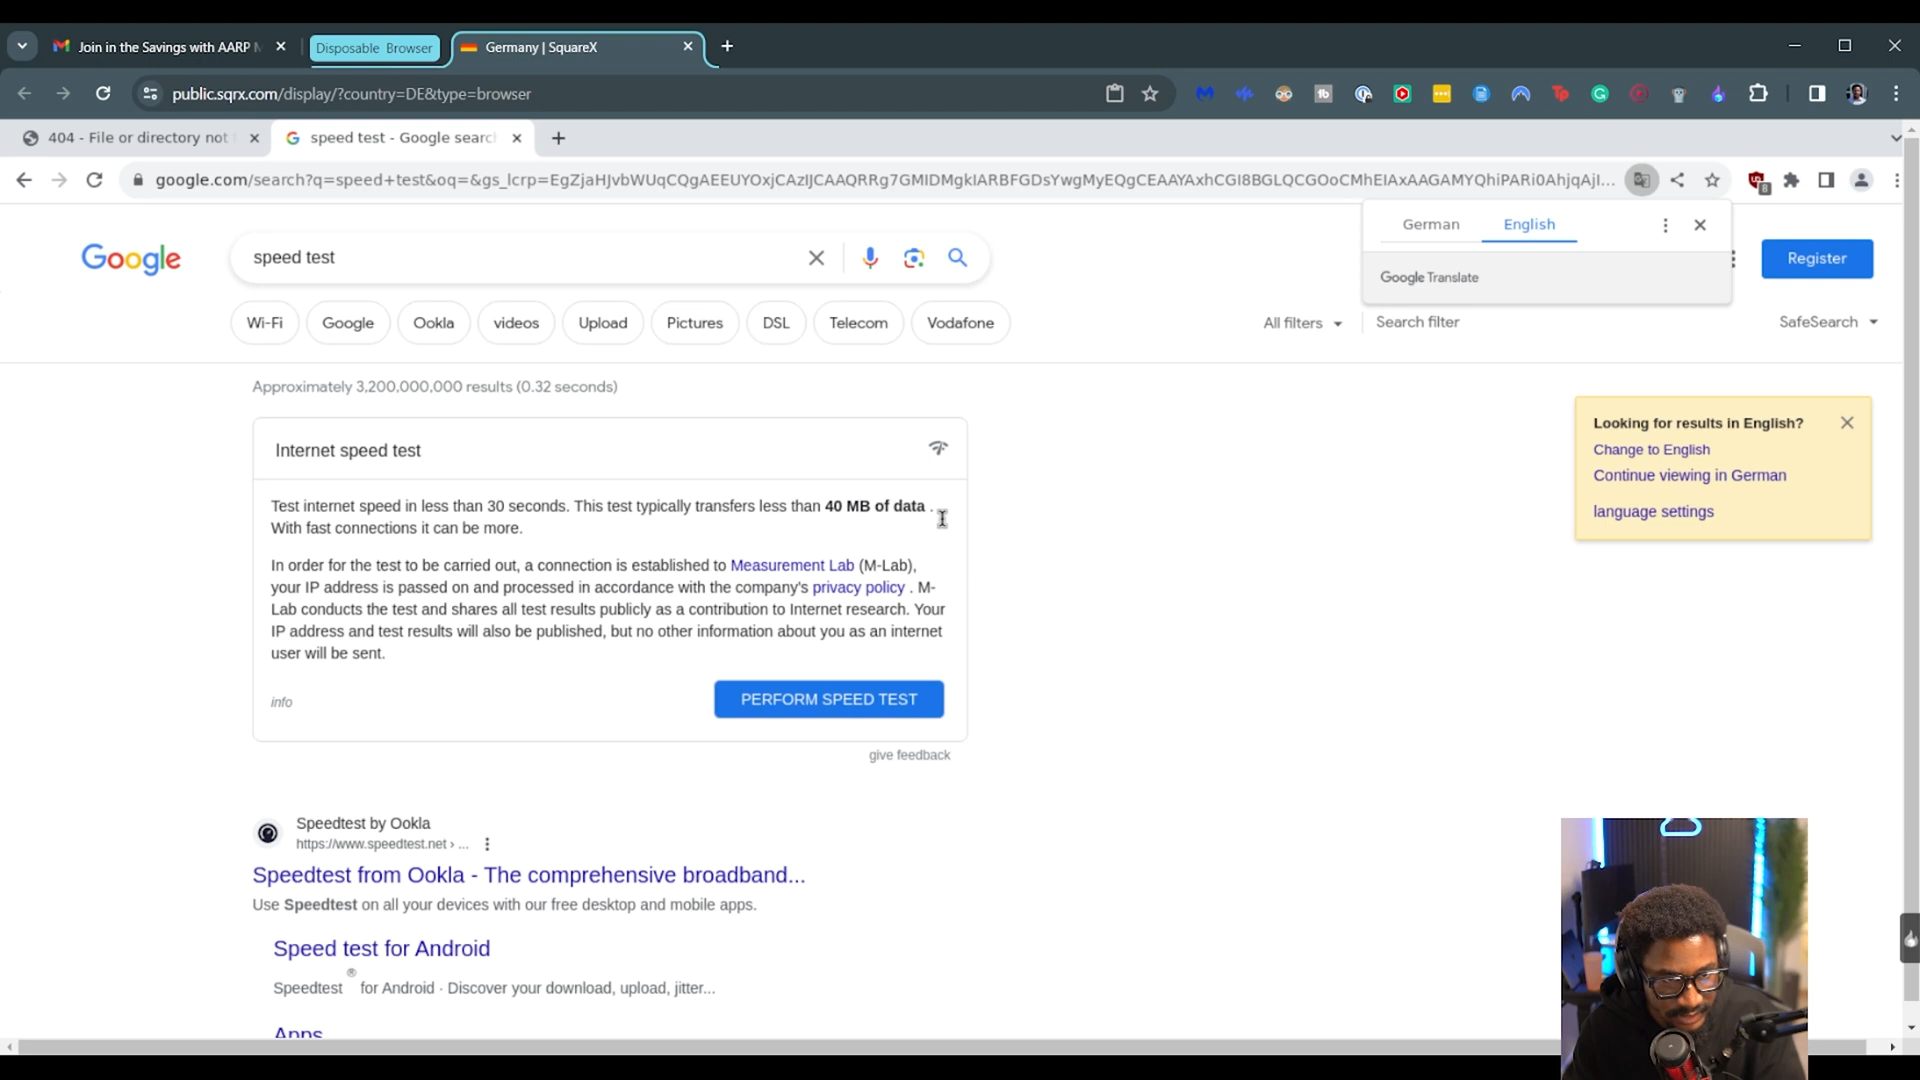 Join in the Savings with AARP M
Disposable Browser
Germany | SquareX
public.sqrx.com/display/?country=DE&type=browser
404 - File or directory not
speed test - Google search
google.com/search?q=speed+test&oq=&gs_lcrp=EgZjaHJvbWUqCQgAEEUYOxjCAzIJCAAQRRg7GMIDMgkIARBFGDsYwgMyEQgCEAAYAxhCGI8BGLQCGOoCMhEIAxAAGAMYQhiPARi0AhjqAjI...
8
German
English
Google Translate
Google
speed test
Register
Wi-Fi
Google
Ookla
videos
Upload
Pictures
DSL
Telecom
Vodafone
All filters
Search filter
SafeSearch
Approximately 3,200,000,000 results (0.32 seconds)
Looking for results in English?
Change to English
Continue viewing in German
language settings
Internet speed test
Test internet speed in less than 30 seconds. This test typically transfers less than 40 MB of data .
With fast connections it can be more.
In order for the test to be carried out, a connection is established to Measurement Lab (M-Lab),
your IP address is passed on and processed in accordance with the company's privacy policy . M-
Lab conducts the test and shares all test results publicly as a contribution to Internet research. Your
IP address and test results will also be published, but no other information about you as an internet
user will be sent.
info
PERFORM SPEED TEST
give feedback
Speedtest by Ookla
https://www.speedtest.net › ...
Speedtest from Ookla - The comprehensive broadband...
Use Speedtest on all your devices with our free desktop and mobile apps.
Speed test for Android
Speedtest ® for Android · Discover your download, upload, jitter...
Apps